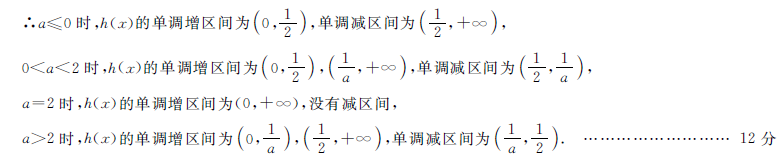 ∴a≤0 时,h(x)的单调增区间为(0,1/2),单调减区间为(1/2,+∞),
0<a<2 时,h(x)的单调增区间为(0,1/2),(1/a,+∞),单调减区间为(1/2,1/a),
a=2 时,h(x)的单调增区间为(0,+∞),没有减区间,
a>2 时,h(x)的单调增区间为(0,1/a),(1/2,+∞),单调减区间为(1/a,1/2). ……………………… 12 分